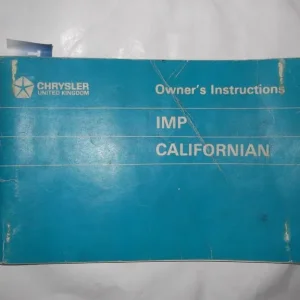 CHRYSLER
UNITED KINGDOM
Owner's Instructions
IMP
CALIFORNIAN